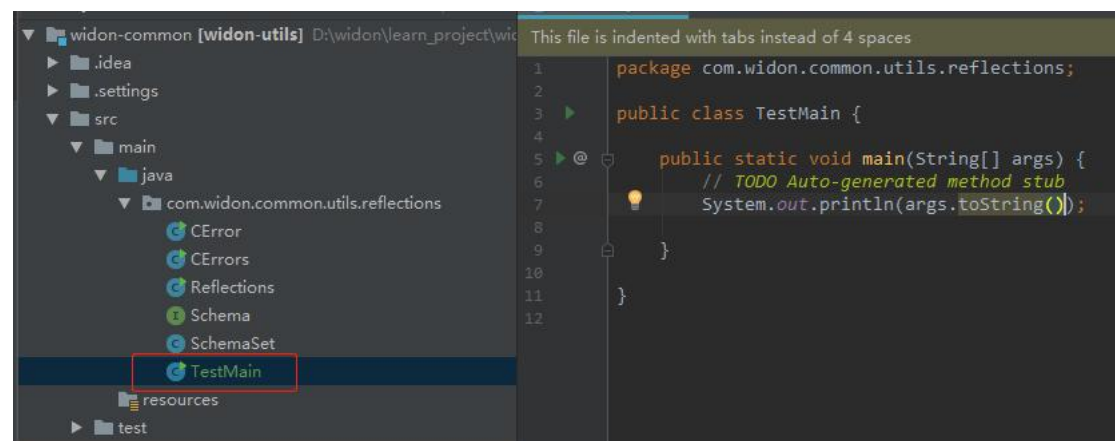 widon-common [widon-utils] D:\widon\learn_project\wic
.idea
.settings
src
main
java
com.widon.common.utils.reflections
CError
CErrors
Reflections
Schema
SchemaSet
TestMain
resources
test
This file is indented with tabs instead of 4 spaces
1 package com.widon.common.utils.reflections;
2
3 public class TestMain {
4
5 @ public static void main(String[] args) {
6 // TODO Auto-generated method stub
7 System.out.println(args.toString());
8
9 }
10
11 }
12